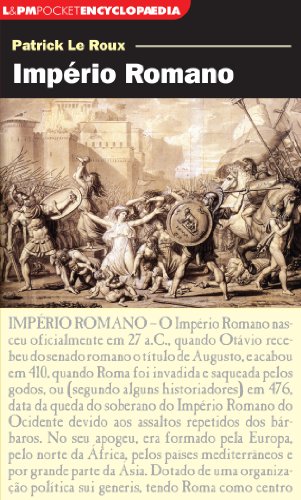 L&PMPOCKETENCYCLOPAEDIA
Patrick Le Roux
Império Romano
IMPÉRIO ROMANO – O Império Romano nas-
ceu oficialmente em 27 a.C., quando Otávio rece-
beu do senado romano o título de Augusto, e acabou
em 410, quando Roma foi invadida e saqueada pelos
godos, ou (segundo alguns historiadores) em 476,
data da queda do soberano do Império Romano do
Ocidente devido aos assaltos repetidos dos bár-
baros. No seu apogeu, era formado pela Europa,
pelo norte da África, pelos países mediterrâneos e
por grande parte da Ásia. Dotado de uma organiza-
ção política sui generis, tendo Roma como centro